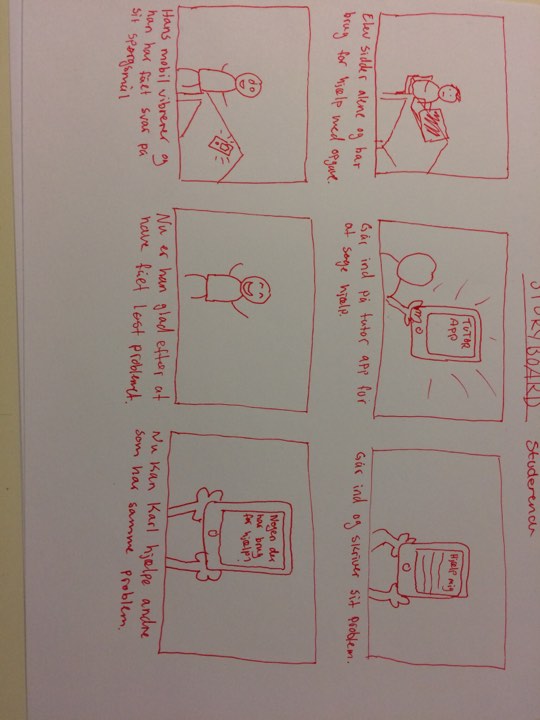 STORYBOARD
Studerende
Elev sidder alene og har
brug for hjælp med opgave.
TUTOR
APP
Går ind på tutor app for
at søge hjælp.
Hjælp mig
Går ind og skriver sit problem.
Hans mobil vibrerer og
han har fået svar på
sit spørgsmål
Nu er han glad efter at
have fået løst problemet.
Nogen der
har brug
for hjælp?
Nu kan Karl hjælpe andre
som har samme problem.